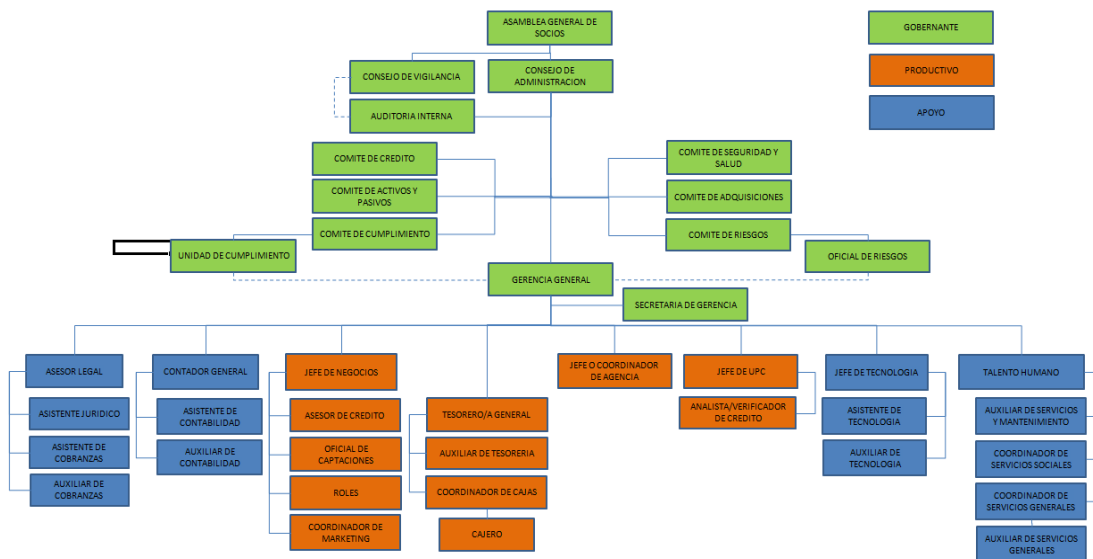 ASAMBLEA GENERAL DE
SOCIOS
GOBERNANTE
CONSEJO DE VIGILANCIA
CONSEJO DE
ADMINISTRACION
PRODUCTIVO
AUDITORIA INTERNA
APOYO
COMITE DE CREDITO
COMITE DE SEGURIDAD Y
SALUD
COMITE DE ACTIVOS Y
PASIVOS
COMITE DE ADQUISICIONES
COMITE DE CUMPLIMIENTO
COMITE DE RIESGOS
UNIDAD DE CUMPLIMIENTO
OFICIAL DE RIESGOS
GERENCIA GENERAL
SECRETARIA DE GERENCIA
ASESOR LEGAL
CONTADOR GENERAL
JEFE DE NEGOCIOS
JEFE O COORDINADOR
DE AGENCIA
JEFE DE UPC
JEFE DE TECNOLOGIA
TALENTO HUMANO
ASISTENTE JURIDICO
ASISTENTE DE
CONTABILIDAD
ASESOR DE CREDITO
TESORERO/A GENERAL
ANALISTA/VERIFICADOR
DE CREDITO
ASISTENTE DE
TECNOLOGIA
AUXILIAR DE SERVICIOS
Y MANTENIMIENTO
ASISTENTE DE
COBRANZAS
AUXILIAR DE
CONTABILIDAD
OFICIAL DE
CAPTACIONES
AUXILIAR DE TESORERIA
AUXILIAR DE
TECNOLOGIA
COORDINADOR DE
SERVICIOS SOCIALES
AUXILIAR DE
COBRANZAS
ROLES
COORDINADOR DE CAJAS
COORDINADOR DE
SERVICIOS GENERALES
COORDINADOR DE
MARKETING
CAJERO
AUXILIAR DE SERVICIOS
GENERALES